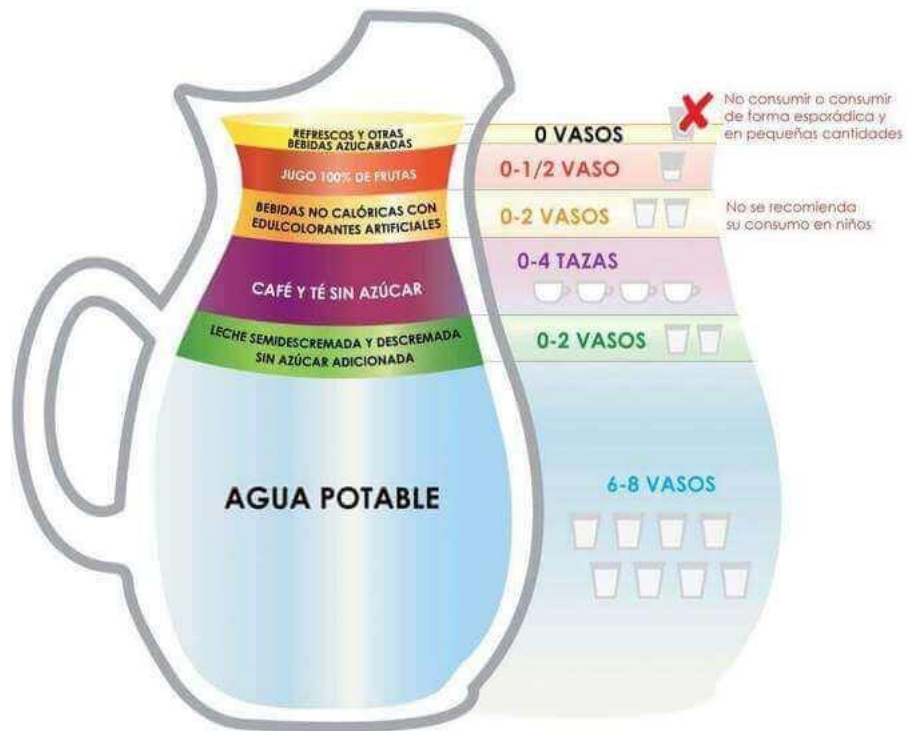 REFRESCOS Y OTRAS
BEBIDAS AZUCARADAS
0 VASOS
No consumir o consumir
de forma esporádica y
en pequeñas cantidades
JUGO 100% DE FRUTAS
0-1/2 VASO
BEBIDAS NO CALÓRICAS CON
EDULCOLORANTES ARTIFICIALES
0-2 VASOS
No se recomienda
su consumo en niños
CAFÉ Y TÉ SIN AZÚCAR
0-4 TAZAS
LECHE SEMIDESCREMADA Y DESCREMADA
SIN AZÚCAR ADICIONADA
0-2 VASOS
AGUA POTABLE
6-8 VASOS